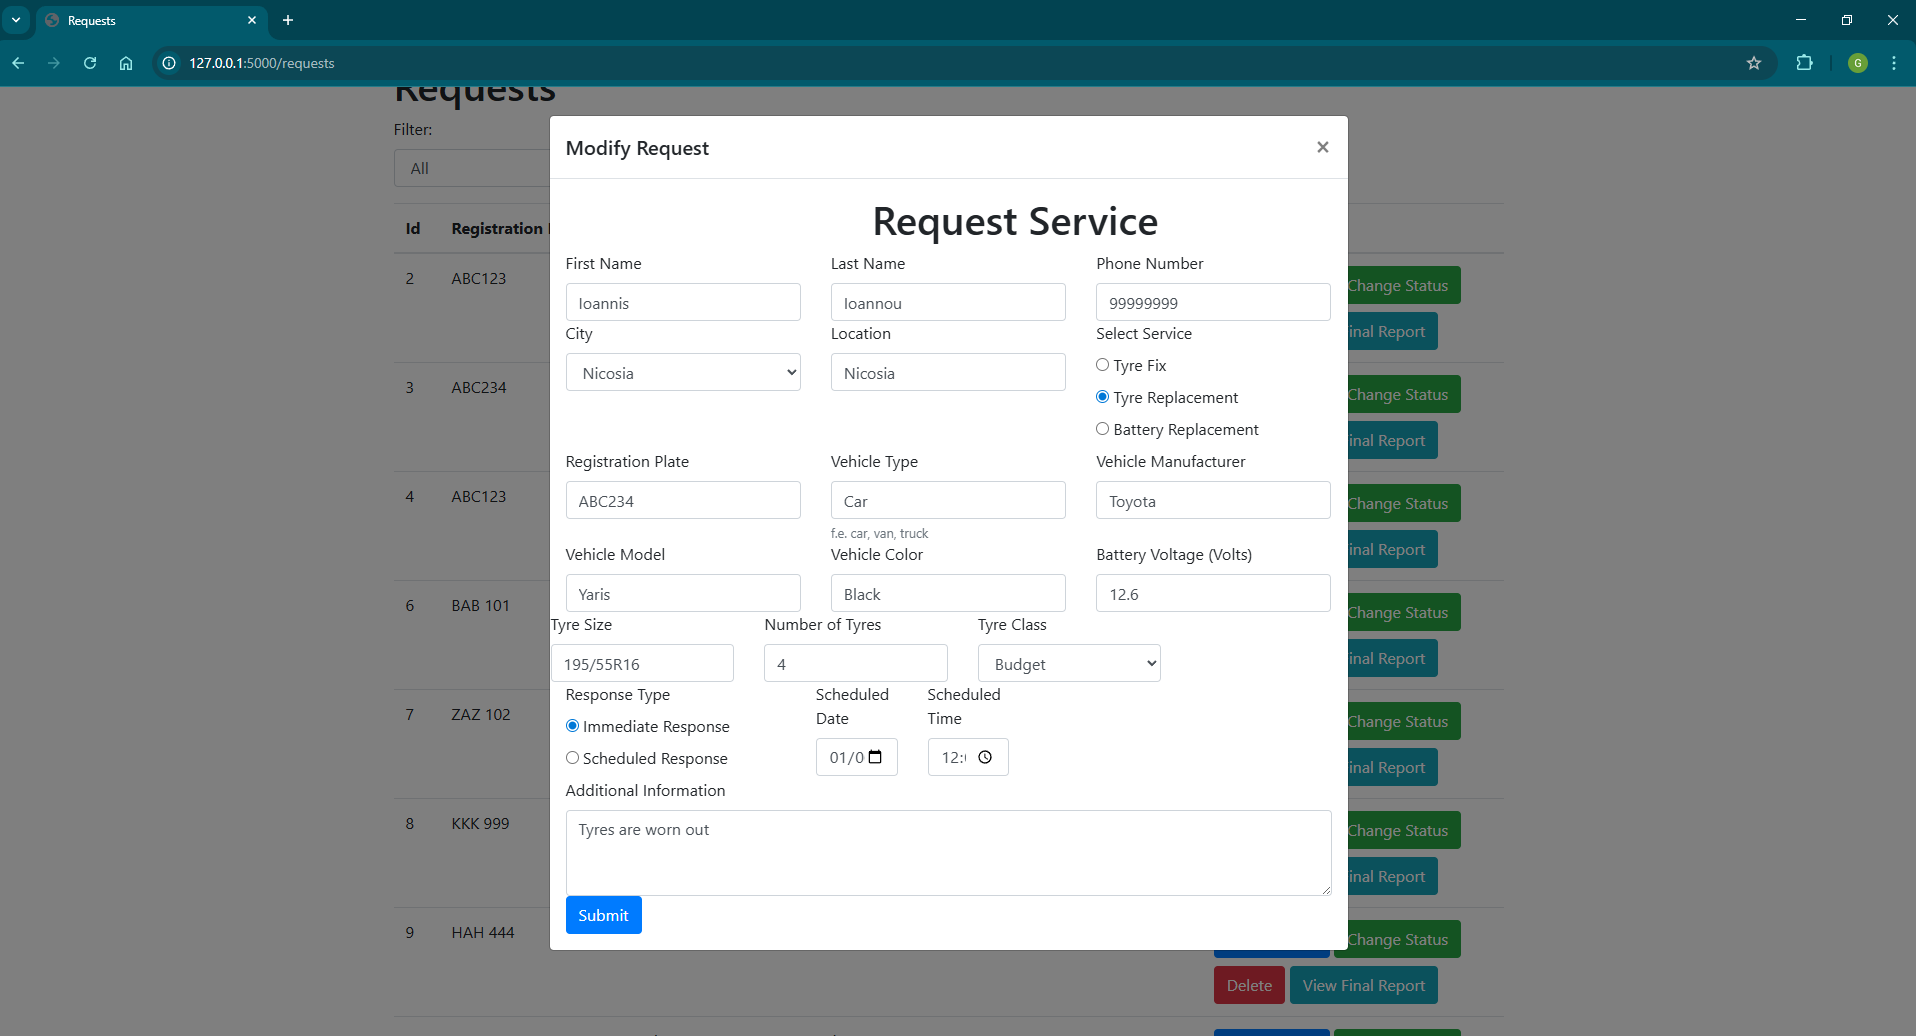 Requests
127.0.0.1:5000/requests
G
Requests
Filter:
All
Modify Request
×
Request Service
First Name
Last Name
Phone Number
Ioannis
Ioannou
99999999
City
Location
Select Service
Nicosia
Nicosia
Tyre Fix
Tyre Replacement
Battery Replacement
Registration Plate
Vehicle Type
Vehicle Manufacturer
ABC234
Car
Toyota
f.e. car, van, truck
Vehicle Model
Vehicle Color
Battery Voltage (Volts)
Yaris
Black
12.6
Tyre Size
Number of Tyres
Tyre Class
195/55R16
4
Budget
Response Type
Scheduled Date
Scheduled Time
Immediate Response
Scheduled Response
01/0
12:
Additional Information
Tyres are worn out
Submit
Id
Registration
2
ABC123
Change Status
inal Report
3
ABC234
Change Status
inal Report
4
ABC123
Change Status
inal Report
6
BAB 101
Change Status
inal Report
7
ZAZ 102
Change Status
inal Report
8
KKK 999
Change Status
inal Report
9
HAH 444
Change Status
Delete
View Final Report